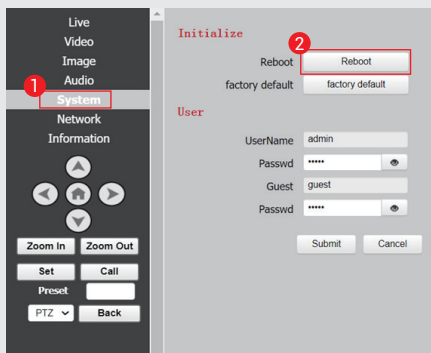 Live
Video
Image
Audio
1
System
Network
Information
Zoom In Zoom Out
Set Call
Preset
PTZ Back
Initialize
2
Reboot Reboot
factory default factory default
User
UserName admin
Passwd •••••
Guest guest
Passwd •••••
Submit Cancel